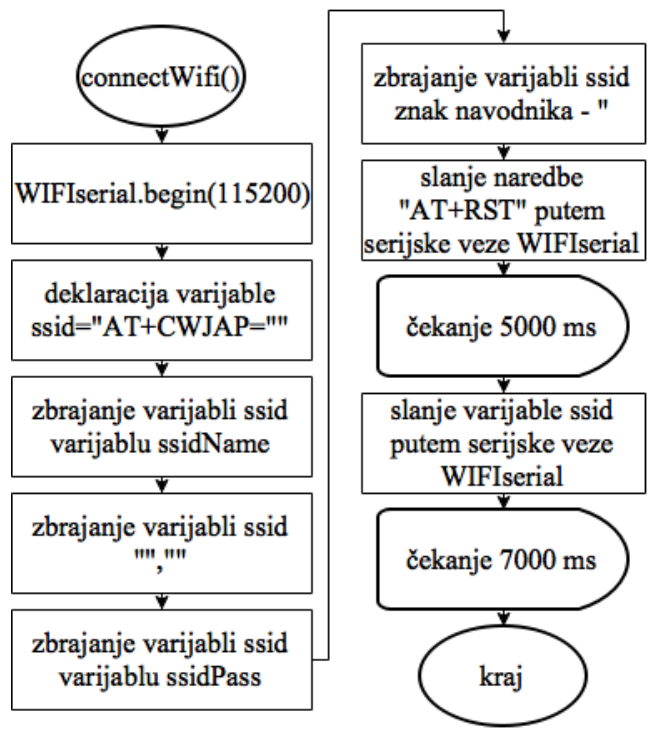 connectWifi()
WIFIserial.begin(115200)
deklaracija varijable
ssid="AT+CWJAP=""
zbrajanje varijabli ssid
varijablu ssidName
zbrajanje varijabli ssid
"",""
zbrajanje varijabli ssid
varijablu ssidPass
zbrajanje varijabli ssid
znak navodnika - "
slanje naredbe
"AT+RST" putem
serijske veze WIFIserial
čekanje 5000 ms
slanje varijable ssid
putem serijske veze
WIFIserial
čekanje 7000 ms
kraj